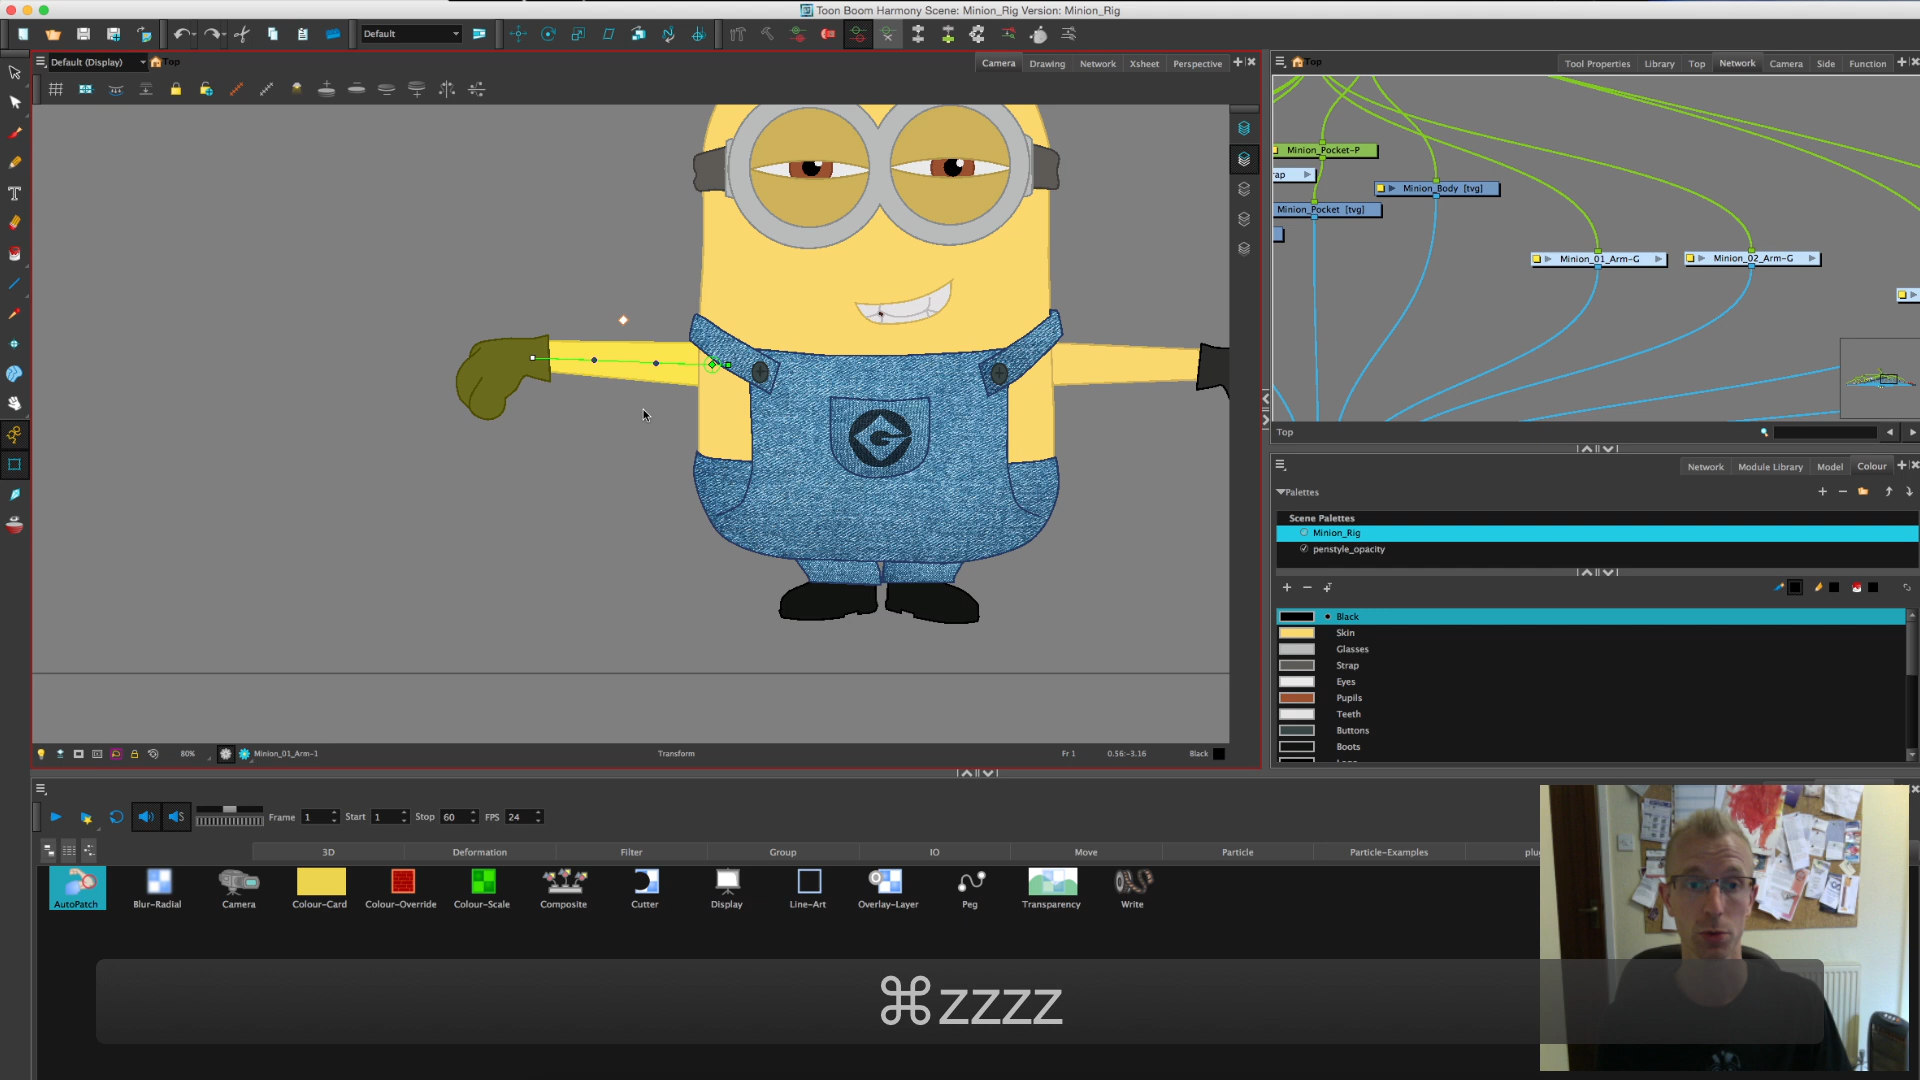 Toon Boom Harmony Scene: Minion_Rig Version: Minion_Rig
Default
Default (Display)
Top
Camera
Drawing
Network
Xsheet
Perspective
Top
Tool Properties
Library
Top
Network
Camera
Side
Function
Minion_Pocket-P
rap
Minion_Body [tvg]
Minion_Pocket [tvg]
Minion_01_Arm-G
Minion_02_Arm-G
Top
Network
Module Library
Model
Colour
Palettes
Scene Palettes
Minion_Rig
penstyle_opacity
Black
Skin
Glasses
Strap
Eyes
Pupils
Teeth
Buttons
Boots
80%
Minion_01_Arm-1
Transform
Fr 1
0.56:-3.16
Black
Frame 1 Start 1 Stop 60 FPS 24
3D
Deformation
Filter
Group
IO
Move
Particle
Particle-Examples
plu
AutoPatch
Blur-Radial
Camera
Colour-Card
Colour-Override
Colour-Scale
Composite
Cutter
Display
Line-Art
Overlay-Layer
Peg
Transparency
Write
⌘zzzz